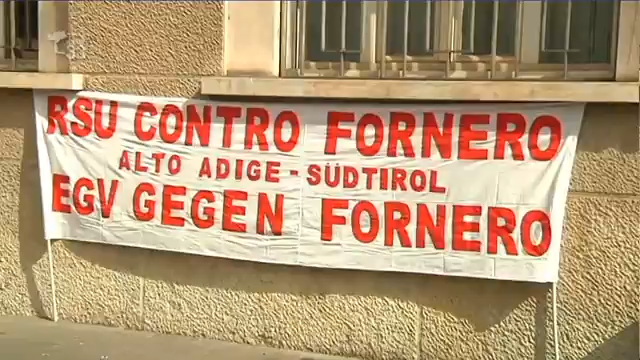 RSU CONTRO FORNERO
ALTO ADIGE - SÜDTIROL
EGV GEGEN FORNERO